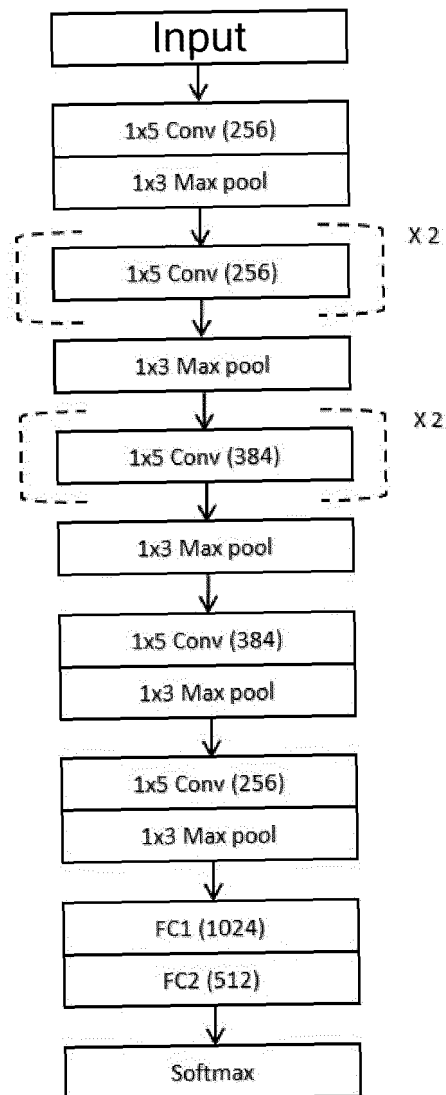 Input
1x5 Conv (256)
1x3 Max pool
X 2
1x5 Conv (256)
1x3 Max pool
X 2
1x5 Conv (384)
1x3 Max pool
1x5 Conv (384)
1x3 Max pool
1x5 Conv (256)
1x3 Max pool
FC1 (1024)
FC2 (512)
Softmax